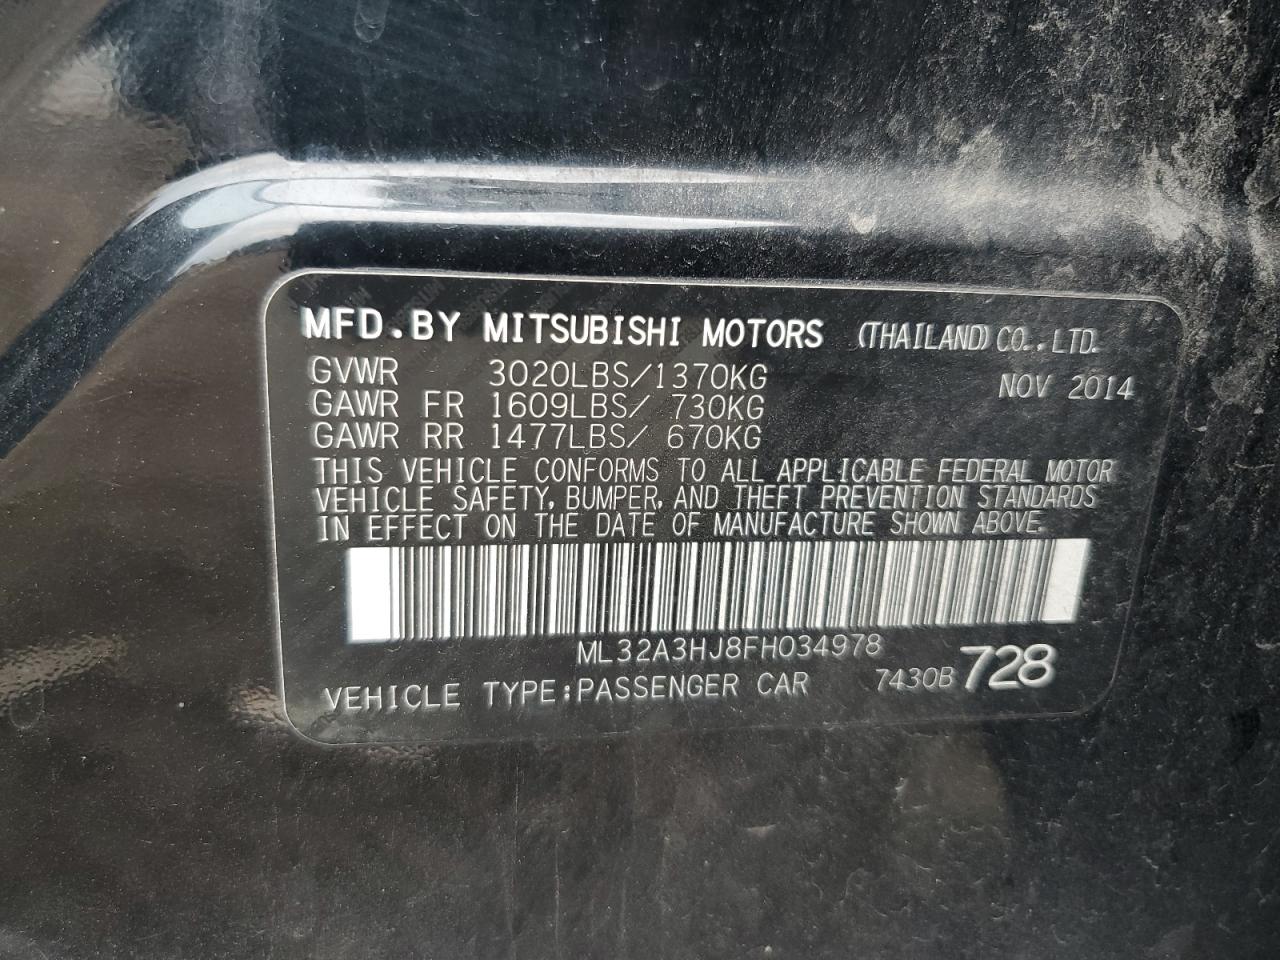 MFD.BY MITSUBISHI MOTORS (THAILAND) CO.,LTD.
GVWR 3020LBS/1370KG NOV 2014
GAWR FR 1609LBS/ 730KG
GAWR RR 1477LBS/ 670KG
THIS VEHICLE CONFORMS TO ALL APPLICABLE FEDERAL MOTOR
VEHICLE SAFETY, BUMPER, AND THEFT PREVENTION STANDARDS
IN EFFECT ON THE DATE OF MANUFACTURE SHOWN ABOVE.
ML32A3HJ8FH034978
VEHICLE TYPE:PASSENGER CAR 7430B 728